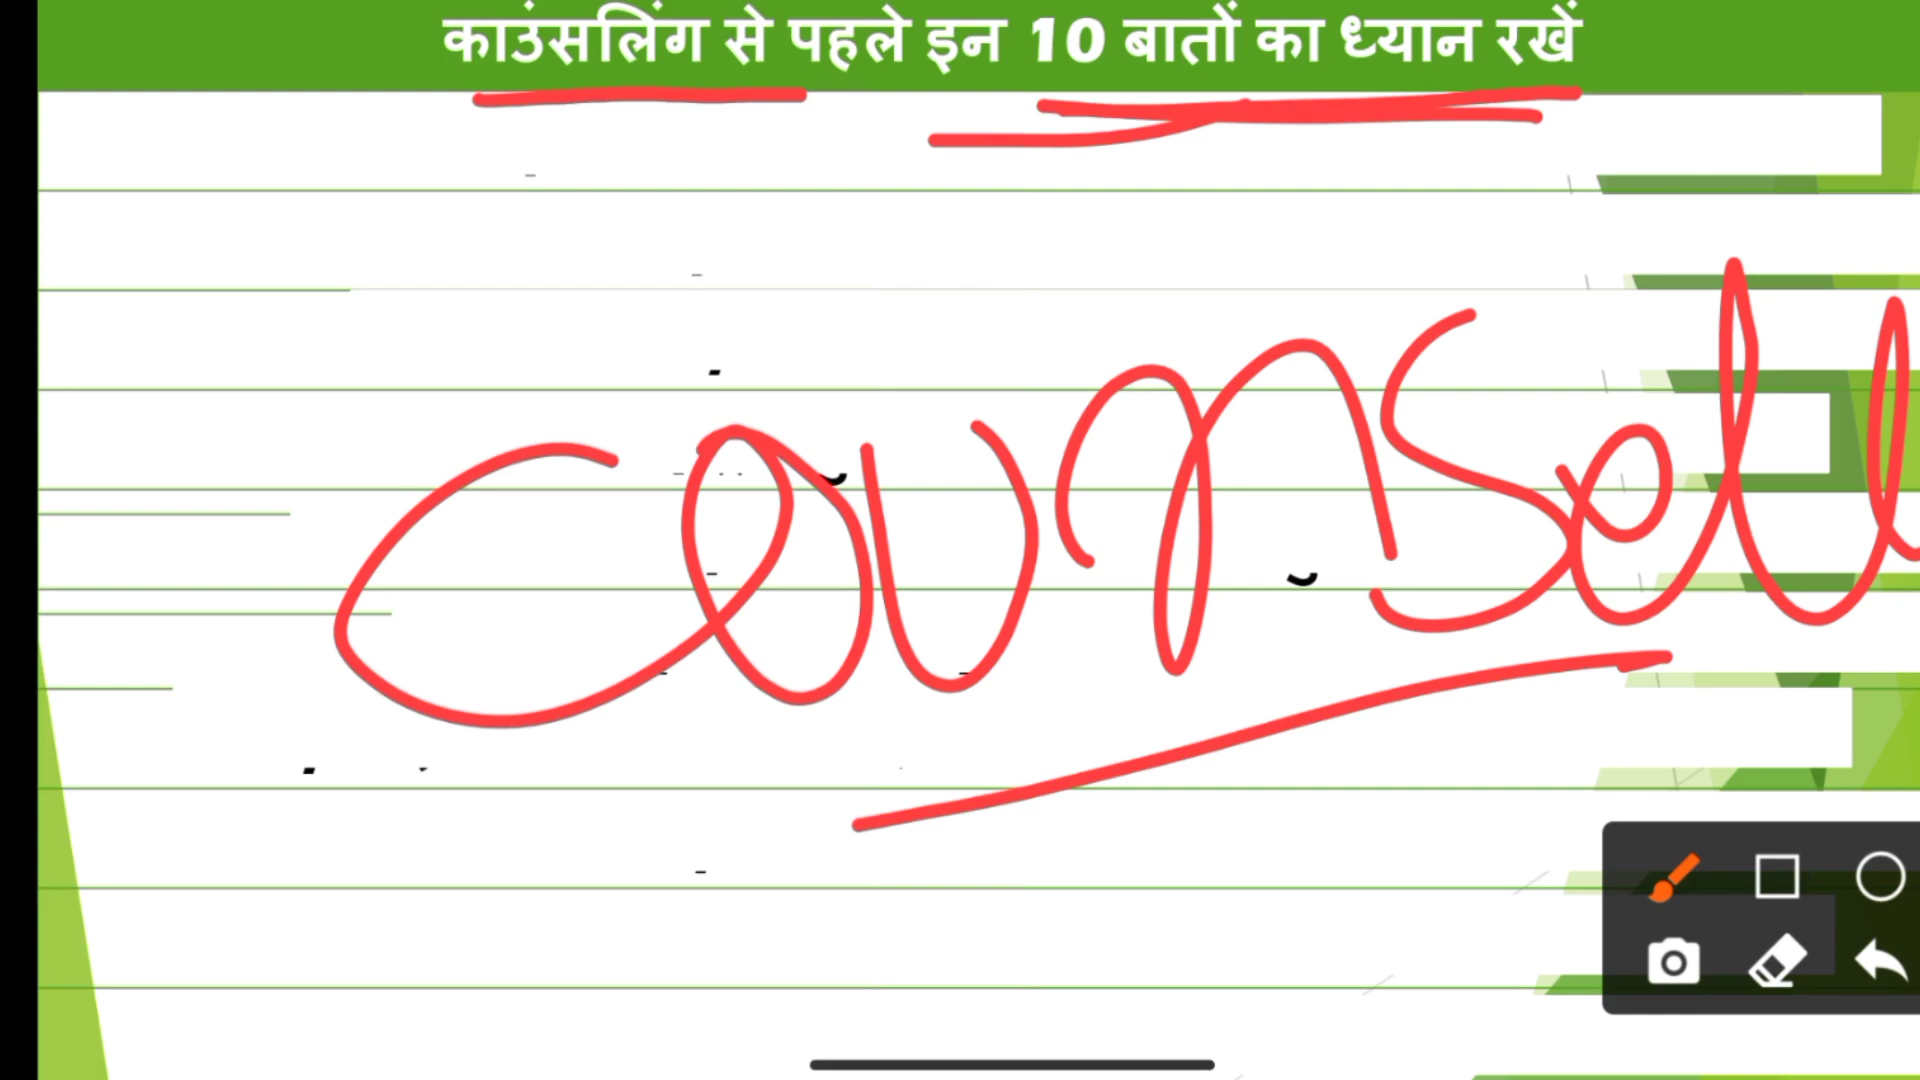 काउंसलिंग से पहले इन 10 बातों का ध्यान रखें
Counsell